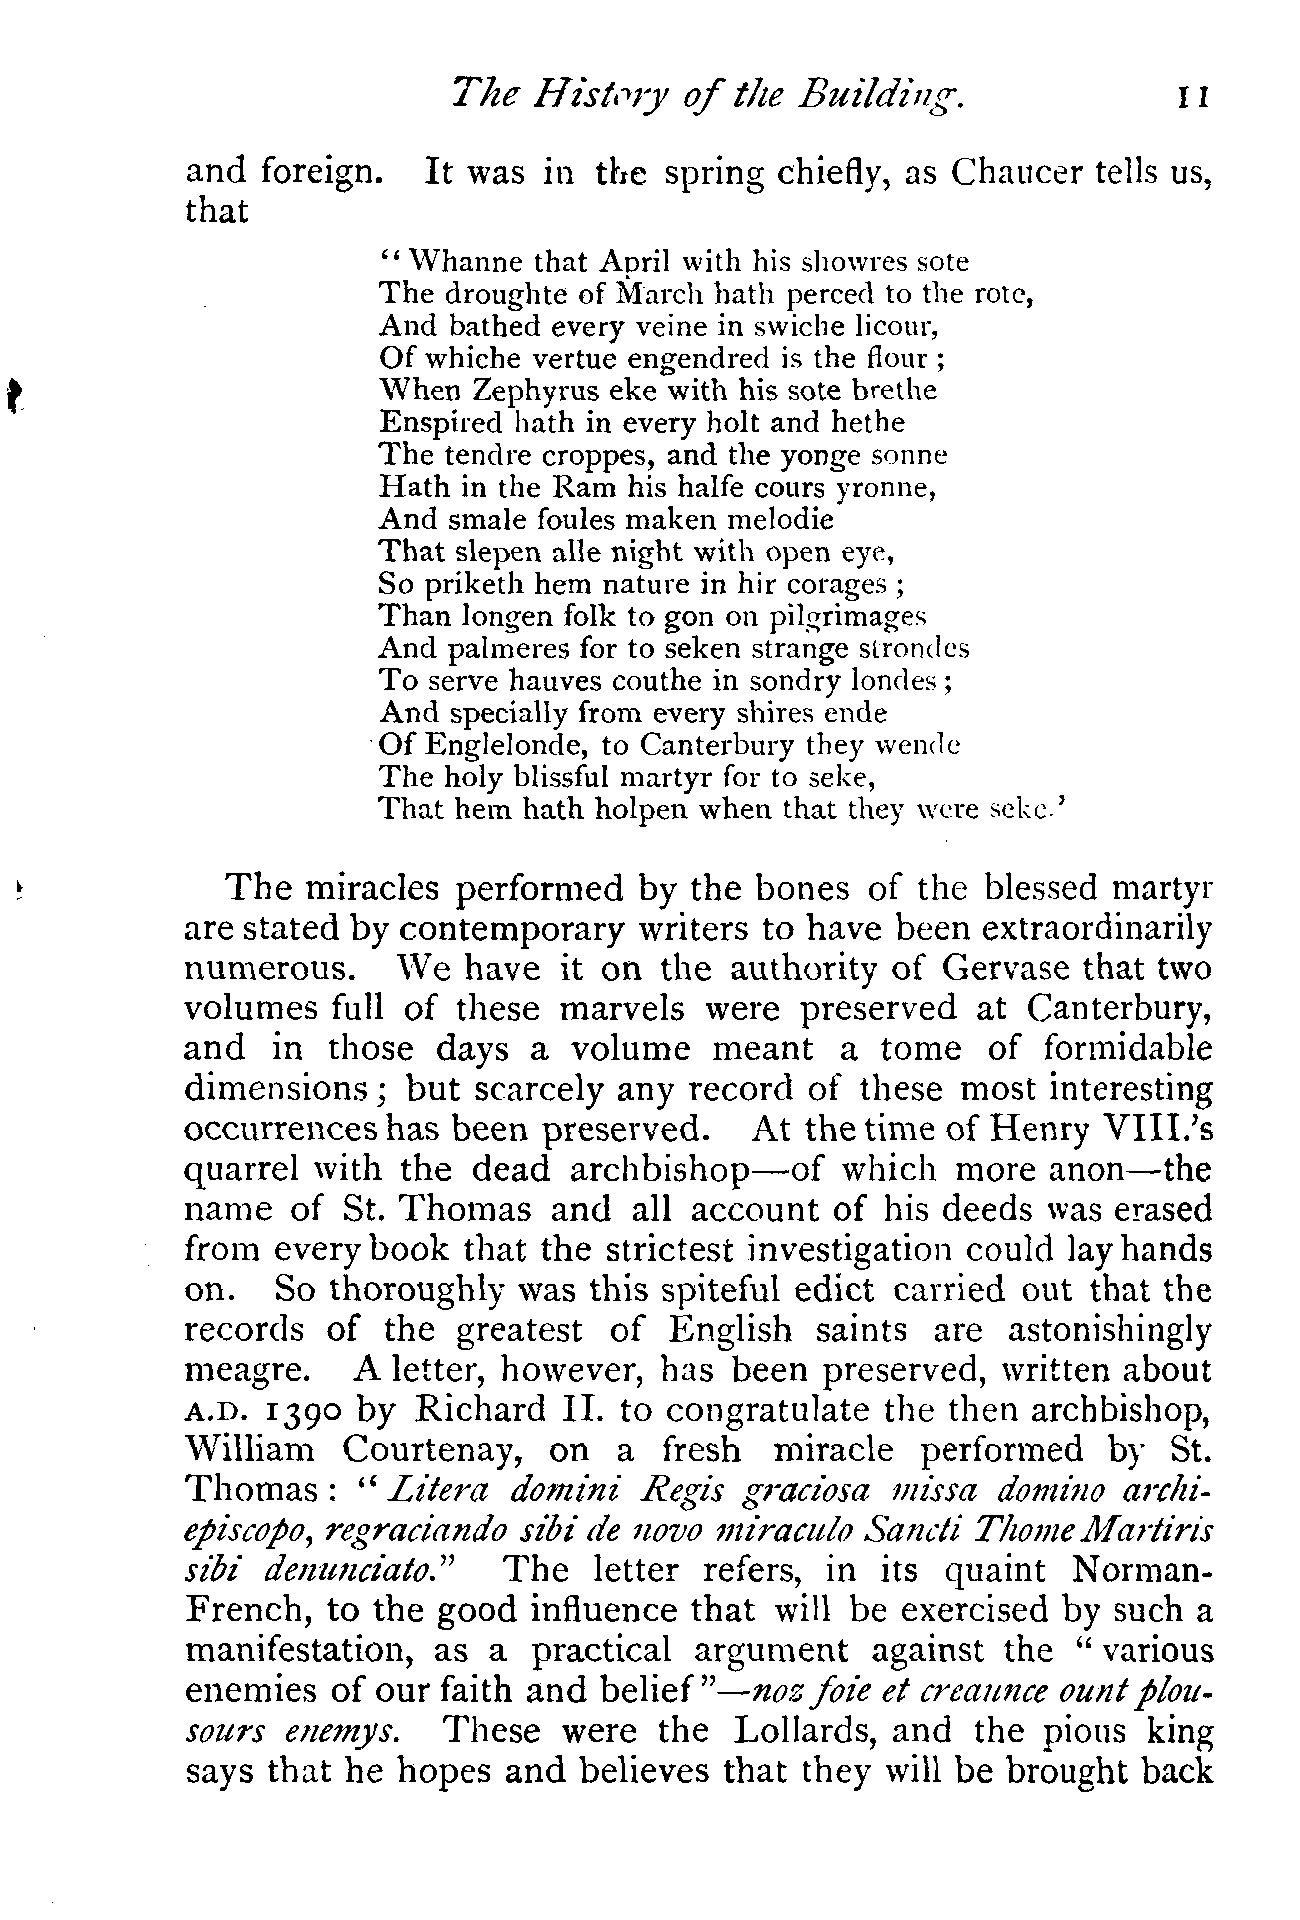 The History of the Building. 11
and foreign. It was in the spring chiefly, as Chaucer tells us,
that
“Whanne that April with his showres sote
The droughte of March hath perced to the rote,
And bathed every veine in swiche licour,
Of whiche vertue engendred is the flour ;
When Zephyrus eke with his sote brethe
Enspired hath in every holt and hethe
The tendre croppes, and the yonge sonne
Hath in the Ram his halfe cours yronne,
And smale foules maken melodie
That slepen alle night with open eye,
So priketh hem nature in hir corages ;
Than longen folk to gon on pilgrimages
And palmeres for to seken strange strondes
To serve hauves couthe in sondry londes ;
And specially from every shires ende
Of Englelonde, to Canterbury they wende
The holy blissful martyr for to seke,
That hem hath holpen when that they were seke.’
The miracles performed by the bones of the blessed martyr
are stated by contemporary writers to have been extraordinarily
numerous. We have it on the authority of Gervase that two
volumes full of these marvels were preserved at Canterbury,
and in those days a volume meant a tome of formidable
dimensions ; but scarcely any record of these most interesting
occurrences has been preserved. At the time of Henry VIII.’s
quarrel with the dead archbishop—of which more anon—the
name of St. Thomas and all account of his deeds was erased
from every book that the strictest investigation could lay hands
on. So thoroughly was this spiteful edict carried out that the
records of the greatest of English saints are astonishingly
meagre. A letter, however, has been preserved, written about
A.D. 1390 by Richard II. to congratulate the then archbishop,
William Courtenay, on a fresh miracle performed by St.
Thomas : “Litera domini Regis graciosa missa domino archi-
episcopo, regraciando sibi de novo miraculo Sancti Thome Martiris
sibi denunciato.” The letter refers, in its quaint Norman-
French, to the good influence that will be exercised by such a
manifestation, as a practical argument against the “various
enemies of our faith and belief”—noz foie et creaunce ount plou-
sours enemys. These were the Lollards, and the pious king
says that he hopes and believes that they will be brought back